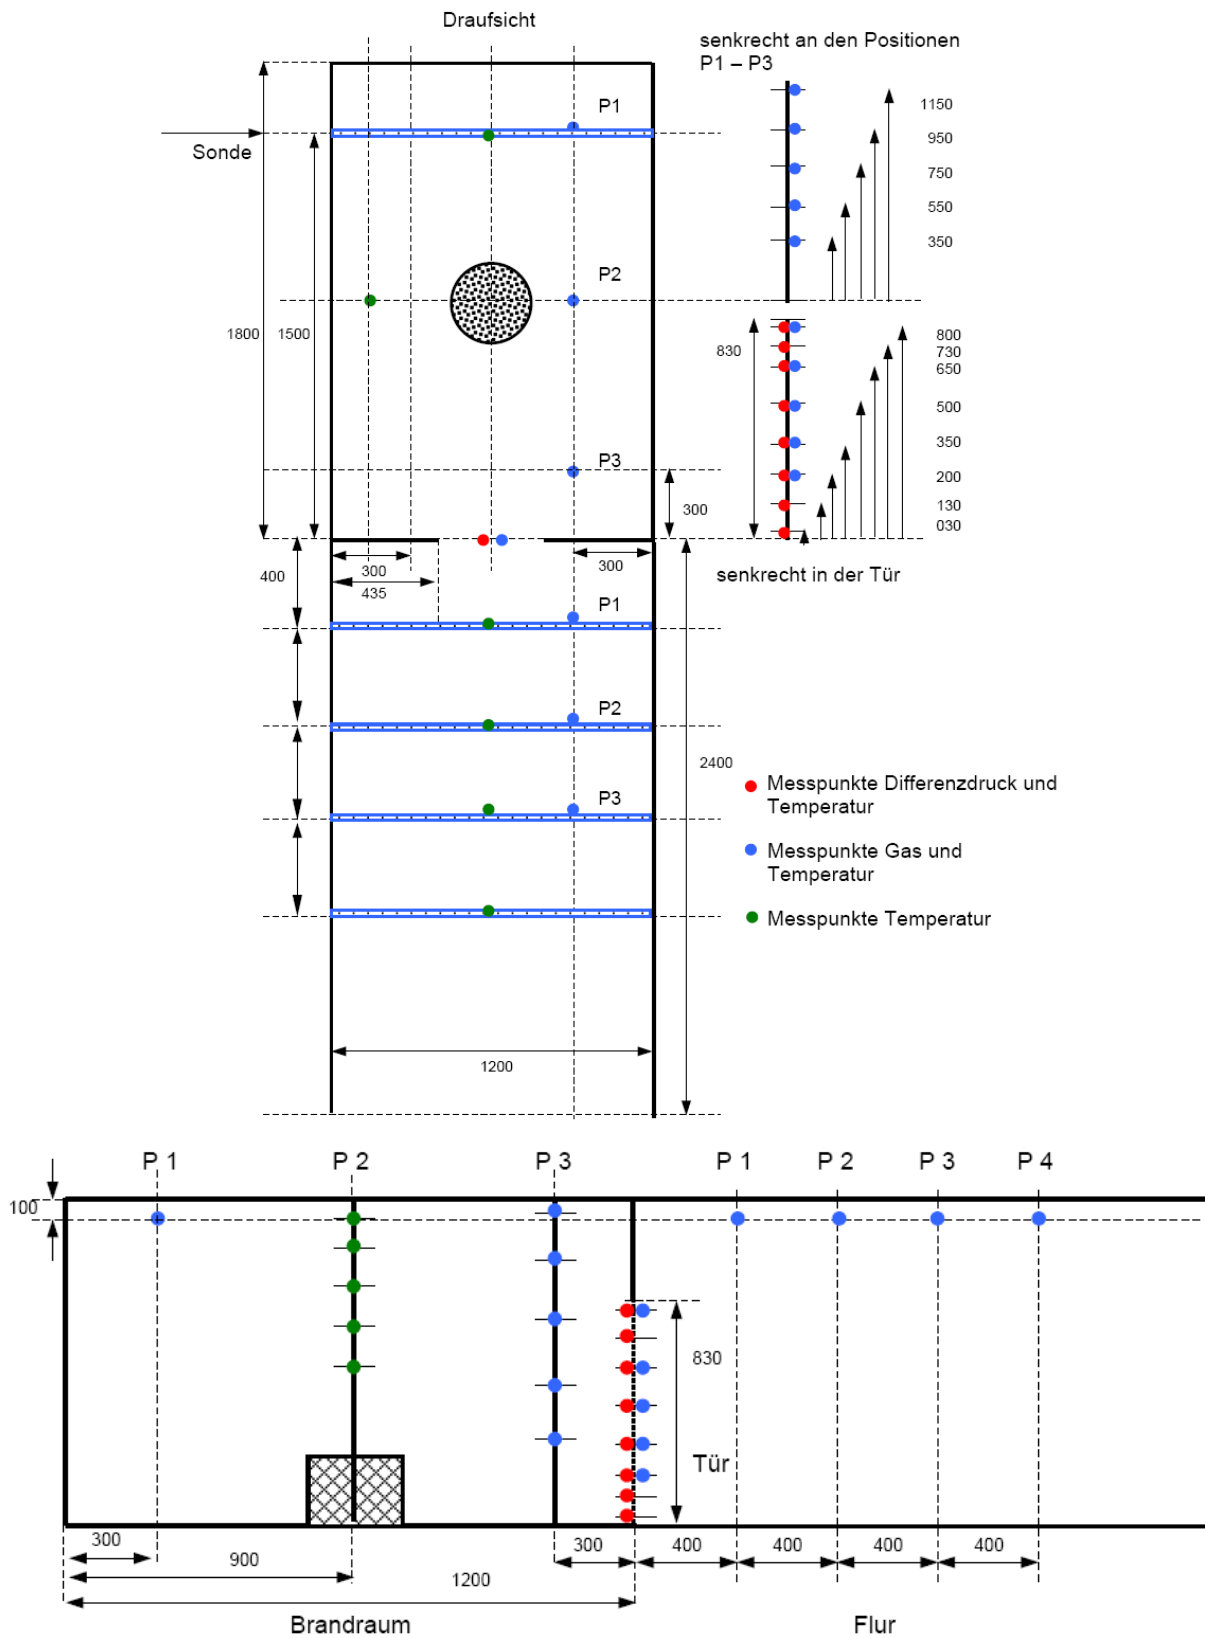 Draufsicht
senkrecht an den Positionen
P1 – P3
P1
Sonde
1150
950
750
550
350
P2
1800
1500
830
800
730
650
500
350
200
130
030
P3
300
senkrecht in der Tür
300
435
300
400
P1
P2
2400
P3
Messpunkte Differenzdruck und
Temperatur
Messpunkte Gas und
Temperatur
Messpunkte Temperatur
1200
P 1
P 2
P 3
P 1
P 2
P 3
P 4
100
830
Tür
300
900
1200
300
400
400
400
400
Brandraum
Flur